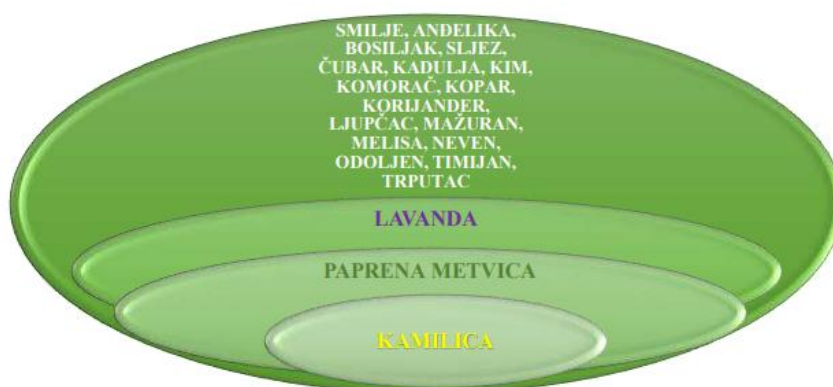 SMILJE, ANĐELIKA,
BOSILJAK, SLJEZ,
ČUBAR, KADULJA, KIM,
KOMORAČ, KOPAR,
KORIJANDER,
LJUPČAC, MAŽURAN,
MELISA, NEVEN,
ODOLJEN, TIMIJAN,
TRPUTAC
LAVANDA
PAPRENA METVICA
KAMILICA